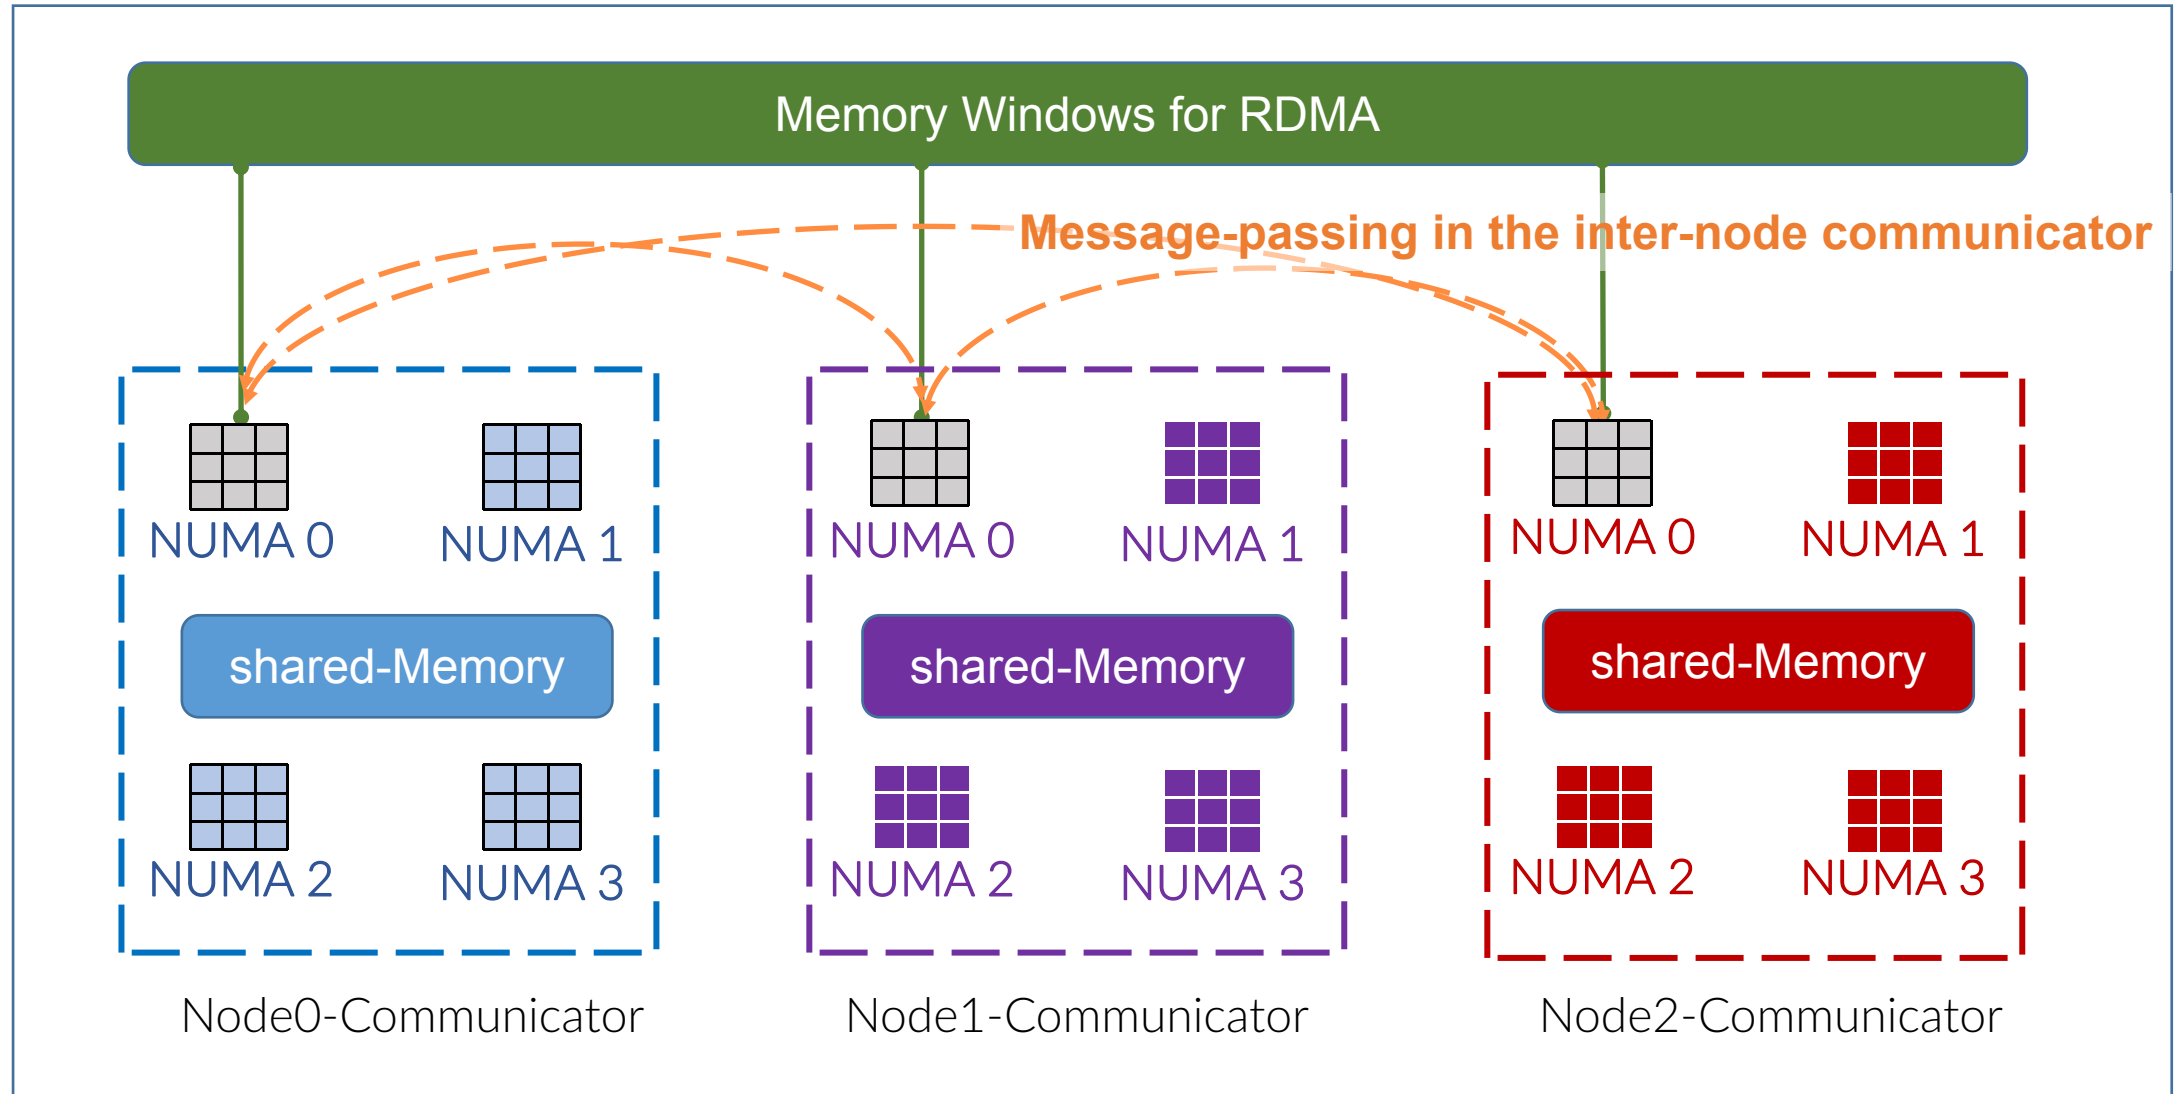 Memory Windows for RDMA
Message-passing in the inter-node communicator
NUMA 0
NUMA 1
shared-Memory
NUMA 2
NUMA 3
Node0-Communicator
NUMA 0
NUMA 1
shared-Memory
NUMA 2
NUMA 3
Node1-Communicator
NUMA 0
NUMA 1
shared-Memory
NUMA 2
NUMA 3
Node2-Communicator